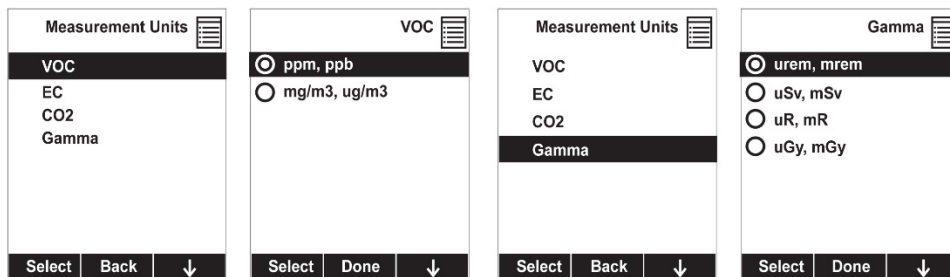 Measurement Units
VOC
EC
CO2
Gamma
Select Back ↓
VOC
ppm, ppb
mg/m3, ug/m3
Select Done ↓
Measurement Units
VOC
EC
CO2
Gamma
Select Back ↓
Gamma
urem, mrem
uSv, mSv
uR, mR
uGy, mGy
Select Done ↓